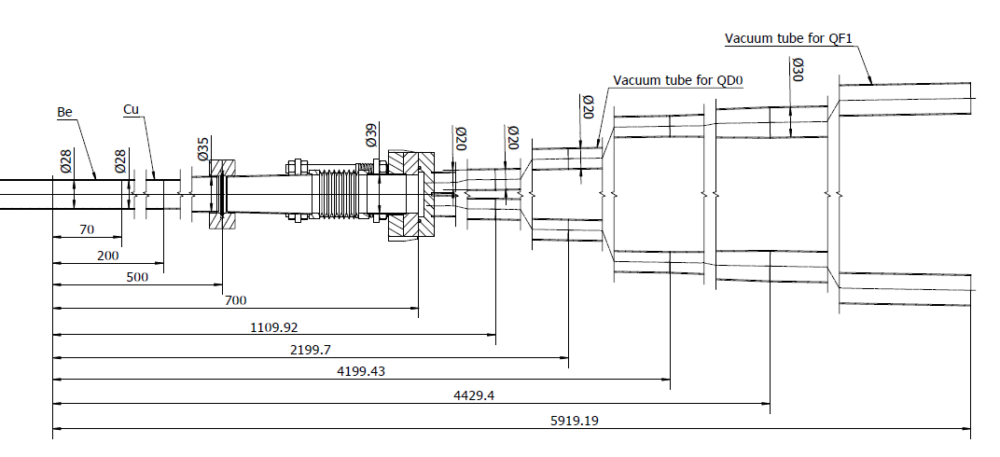 Vacuum tube for QF1
Vacuum tube for QD0
Be
Cu
Ø28
Ø28
Ø35
Ø39
Ø20
Ø20
Ø20
Ø30
70
200
500
700
1109.92
2199.7
4199.43
4429.4
5919.19